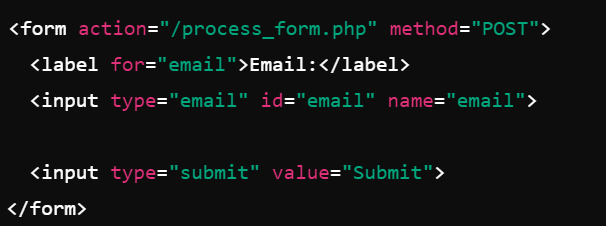 <form action="/process_form.php" method="POST">
  <label for="email">Email:</label>
  <input type="email" id="email" name="email">

  <input type="submit" value="Submit">
</form>